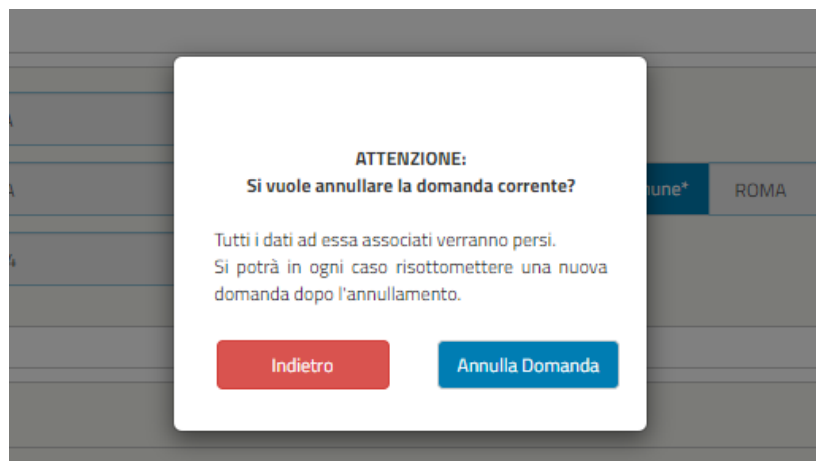 ATTENZIONE:
Si vuole annullare la domanda corrente?
une* ROMA
Tutti i dati ad essa associati verranno persi.
Si potrà in ogni caso risottomettere una nuova
domanda dopo l'annullamento.
Indietro Annulla Domanda